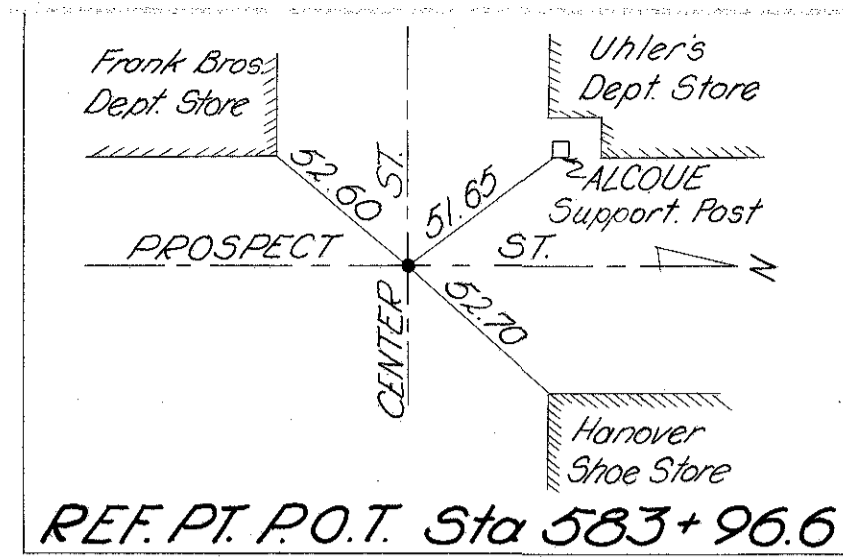 Frank Bros.
Dept. Store
Uhler's
Dept. Store
52.60
ST.
51.65
ALCOUE
Support. Post
PROSPECT
ST.
N
CENTER
52.70
Hanover
Shoe Store
REF. PT. P.O.T. Sta 583+96.6